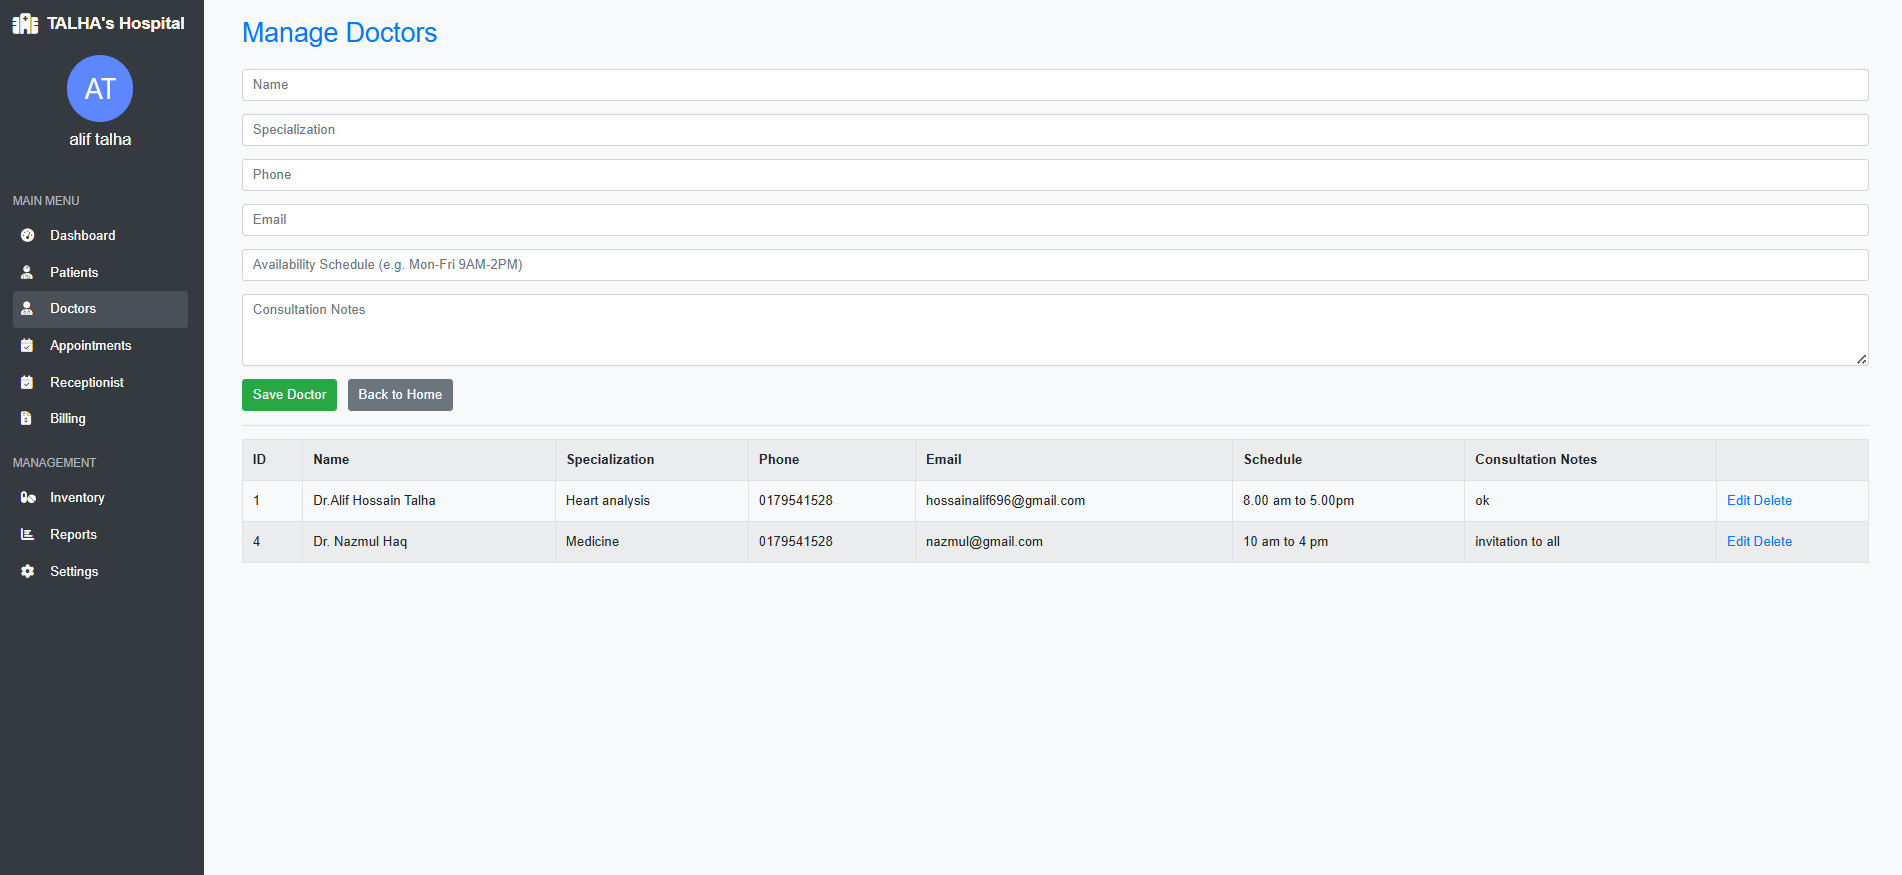 TALHA's Hospital
AT
alif talha
MAIN MENU
Dashboard
Patients
Doctors
Appointments
Receptionist
Billing
MANAGEMENT
Inventory
Reports
Settings
Manage Doctors
Name
Specialization
Phone
Email
Availability Schedule (e.g. Mon-Fri 9AM-2PM)
Consultation Notes
Save Doctor Back to Home
ID Name Specialization Phone Email Schedule Consultation Notes
1 Dr.Alif Hossain Talha Heart analysis 0179541528 hossainalif696@gmail.com 8.00 am to 5.00pm ok Edit Delete
4 Dr. Nazmul Haq Medicine 0179541528 nazmul@gmail.com 10 am to 4 pm invitation to all Edit Delete